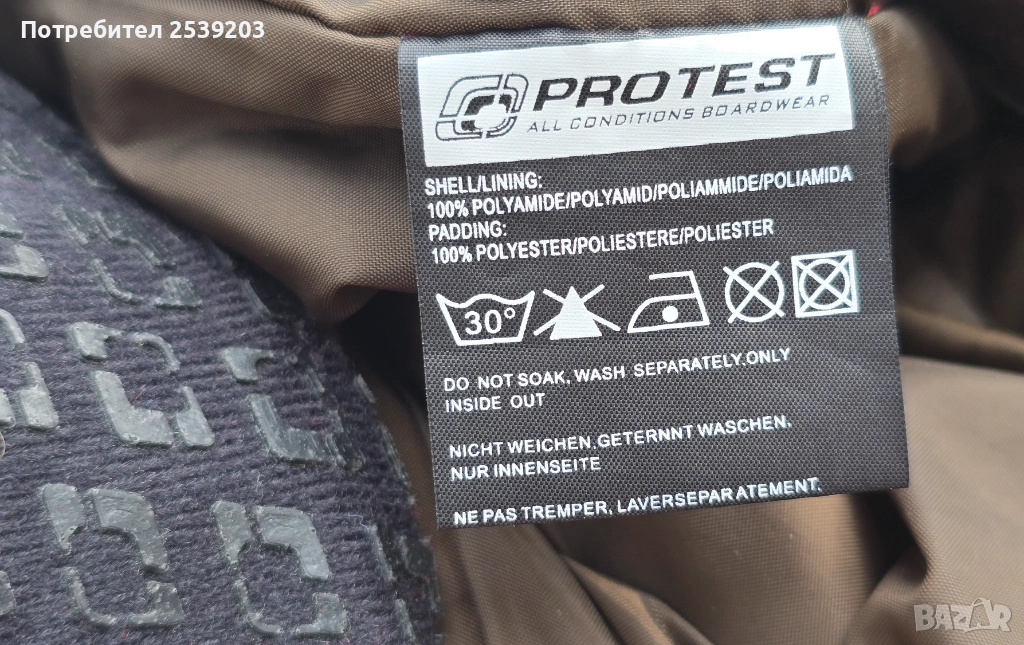 Потребител 2539203
PROTEST
ALL CONDITIONS BOARDWEAR
SHELL/LINING:
100% POLYAMIDE/POLYAMID/POLIAMMIDE/POLIAMIDA
PADDING:
100% POLYESTER/POLIESTERE/POLIESTER
30°
DO NOT SOAK, WASH SEPARATELY.ONLY
INSIDE OUT
NICHT WEICHEN,GETERNNT WASCHEN.
NUR INNENSEITE
NE PAS TREMPER, LAVERSEPARATEMENT.
BAZAR